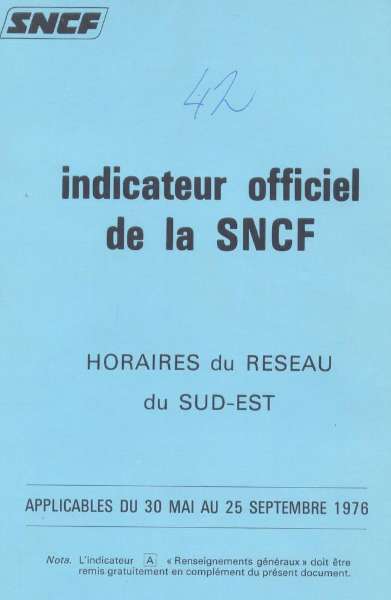 SNCF
42
indicateur officiel
de la SNCF
HORAIRES du RESEAU
du SUD-EST
APPLICABLES DU 30 MAI AU 25 SEPTEMBRE 1976
Nota. L'indicateur A « Renseignements généraux » doit être
remis gratuitement en complément du présent document.